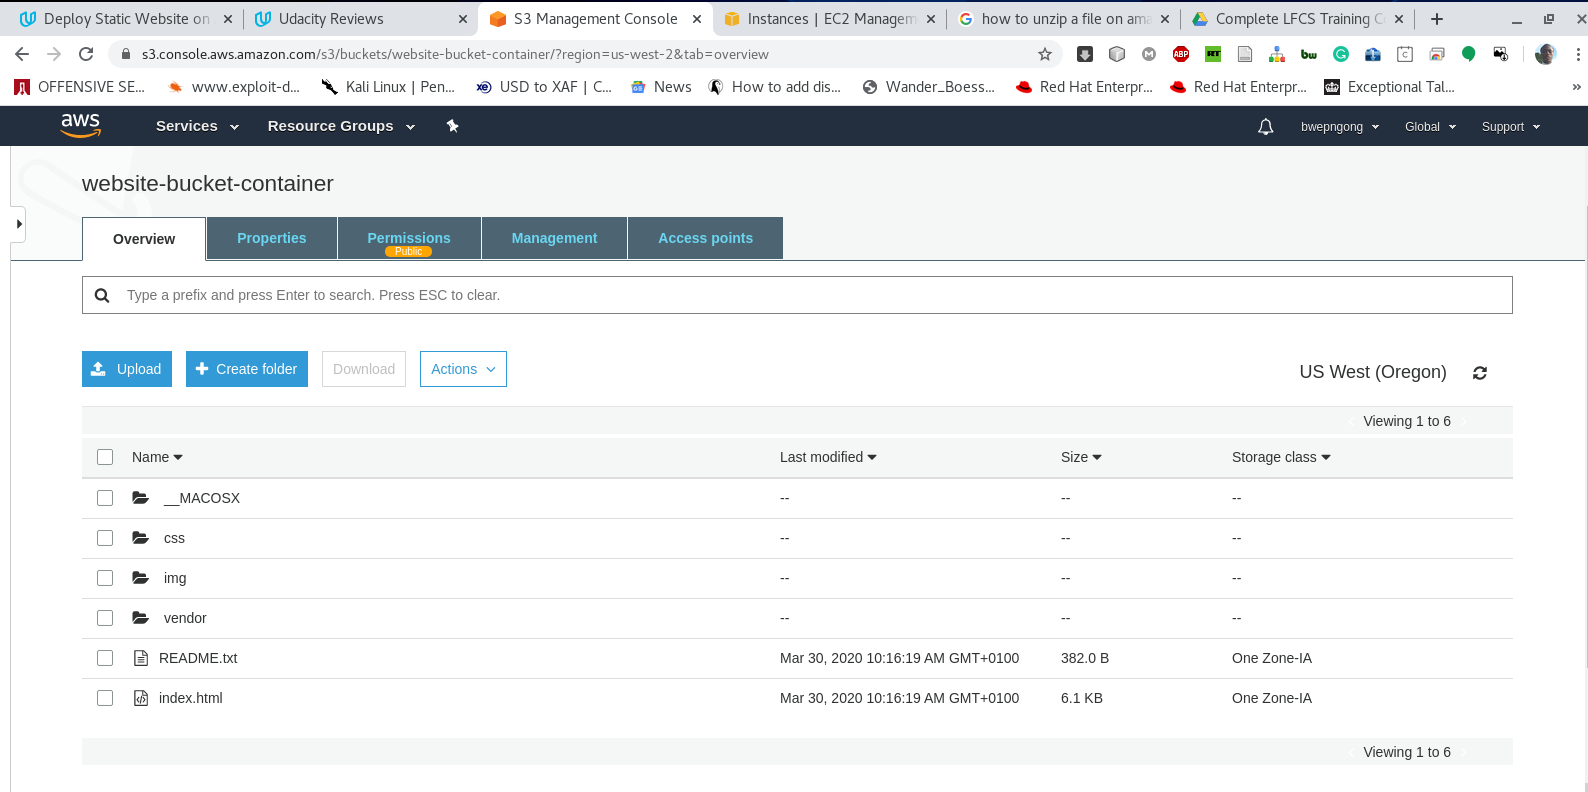 Deploy Static Website on Udacity Reviews S3 Management Console Instances | EC2 Managem how to unzip a file on ama Complete LFCS Training C
s3.console.aws.amazon.com/s3/buckets/website-bucket-container/?region=us-west-2&tab=overview ABP RT bw
OFFENSIVE SE... www.exploit-d... Kali Linux | Pen... USD to XAF | C... News How to add dis... Wander_Boess... Red Hat Enterpr... Red Hat Enterpr... Exceptional Tal... »
aws Services Resource Groups bwepngong Global Support
website-bucket-container
Overview Properties Permissions Management Access points
Public
Type a prefix and press Enter to search. Press ESC to clear.
Upload Create folder Download Actions US West (Oregon)
Viewing 1 to 6
Name Last modified Size Storage class
__MACOSX -- -- --
css -- -- --
img -- -- --
vendor -- -- --
README.txt Mar 30, 2020 10:16:19 AM GMT+0100 382.0 B One Zone-IA
index.html Mar 30, 2020 10:16:19 AM GMT+0100 6.1 KB One Zone-IA
Viewing 1 to 6